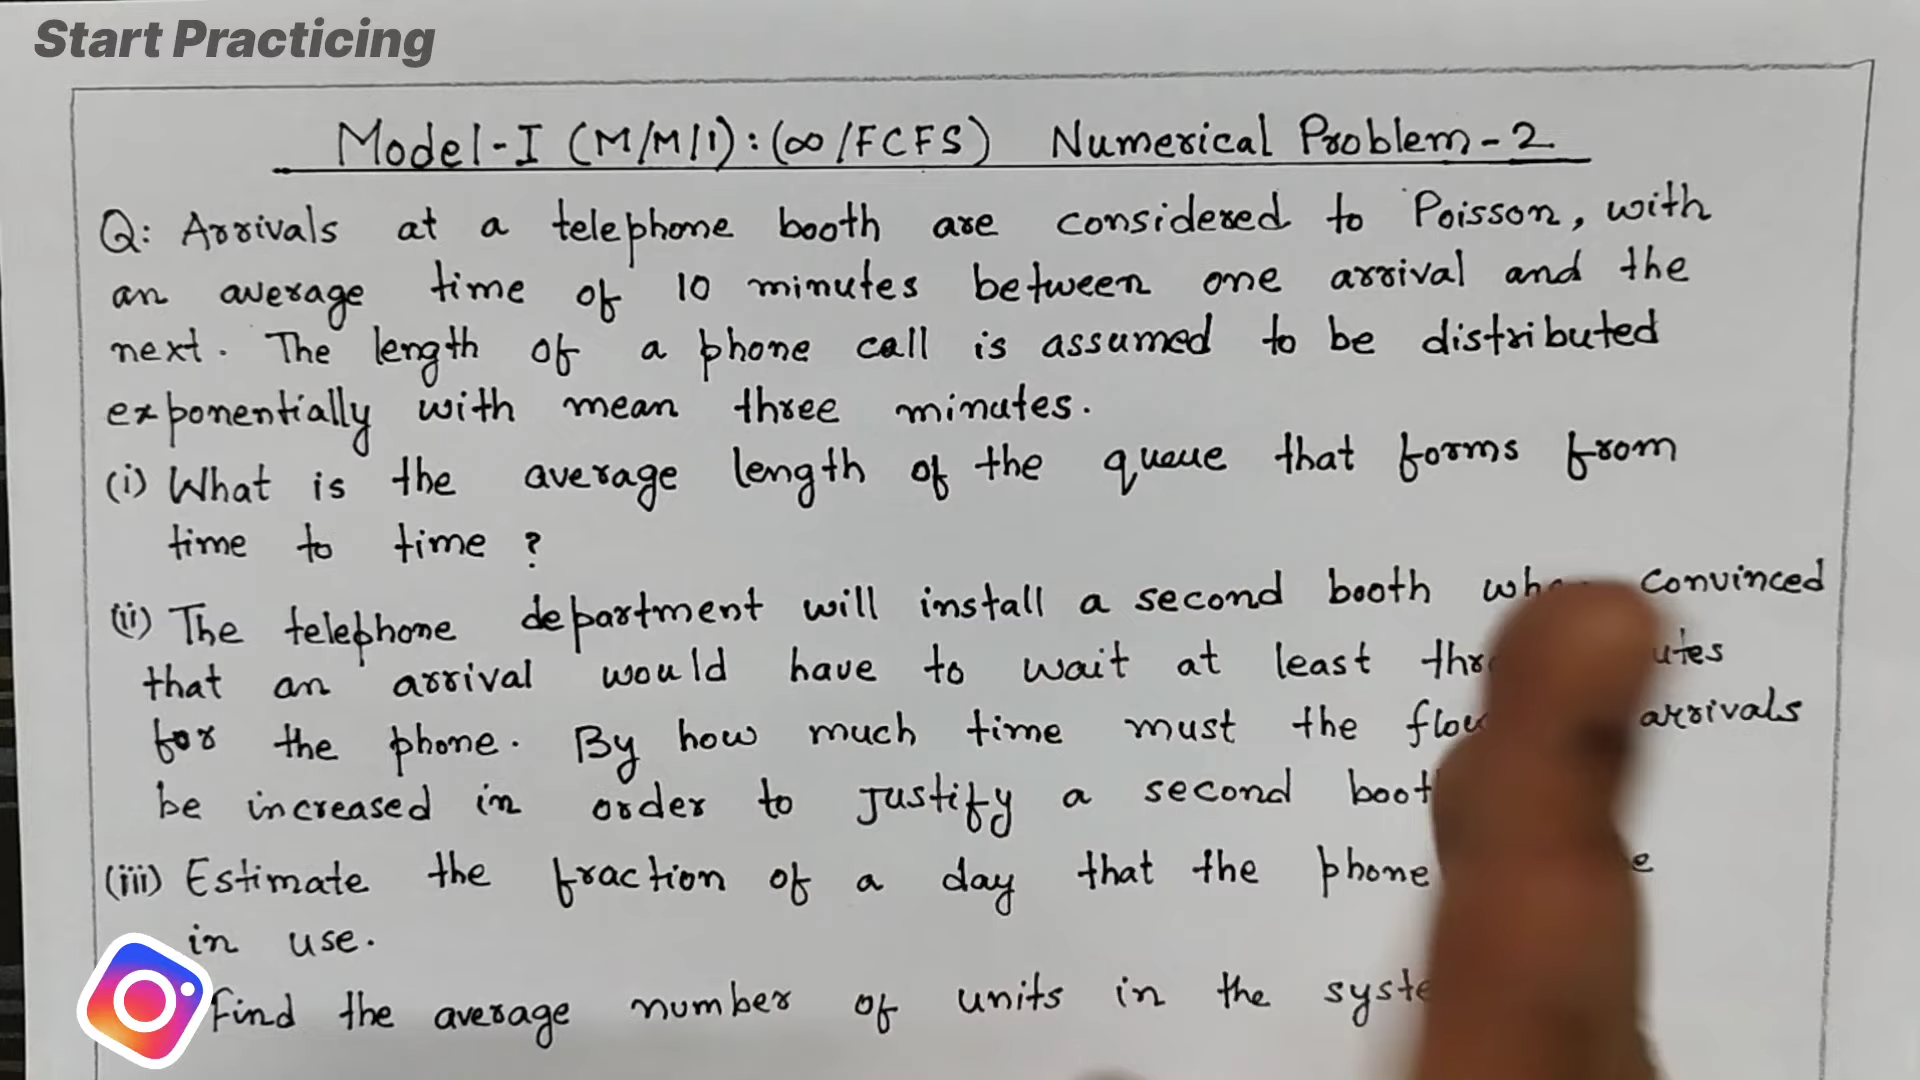 Start Practicing
Model-I (M/M/1):(∞/FCFS) Numerical Problem-2
Q: Arrivals at a telephone booth are considered to Poisson, with
an average time of 10 minutes between one arrival and the
next. The length of a phone call is assumed to be distributed
exponentially with mean three minutes.
(i) What is the average length of the queue that forms from
time to time ?
(ii) The telephone department will install a second booth convinced
that an arrival would have to wait at least
for the phone. By how much time must the arrivals
be increased in order to justify a second
(iii) Estimate the fraction of a day that the phone
in use.
Find the average number of units in the